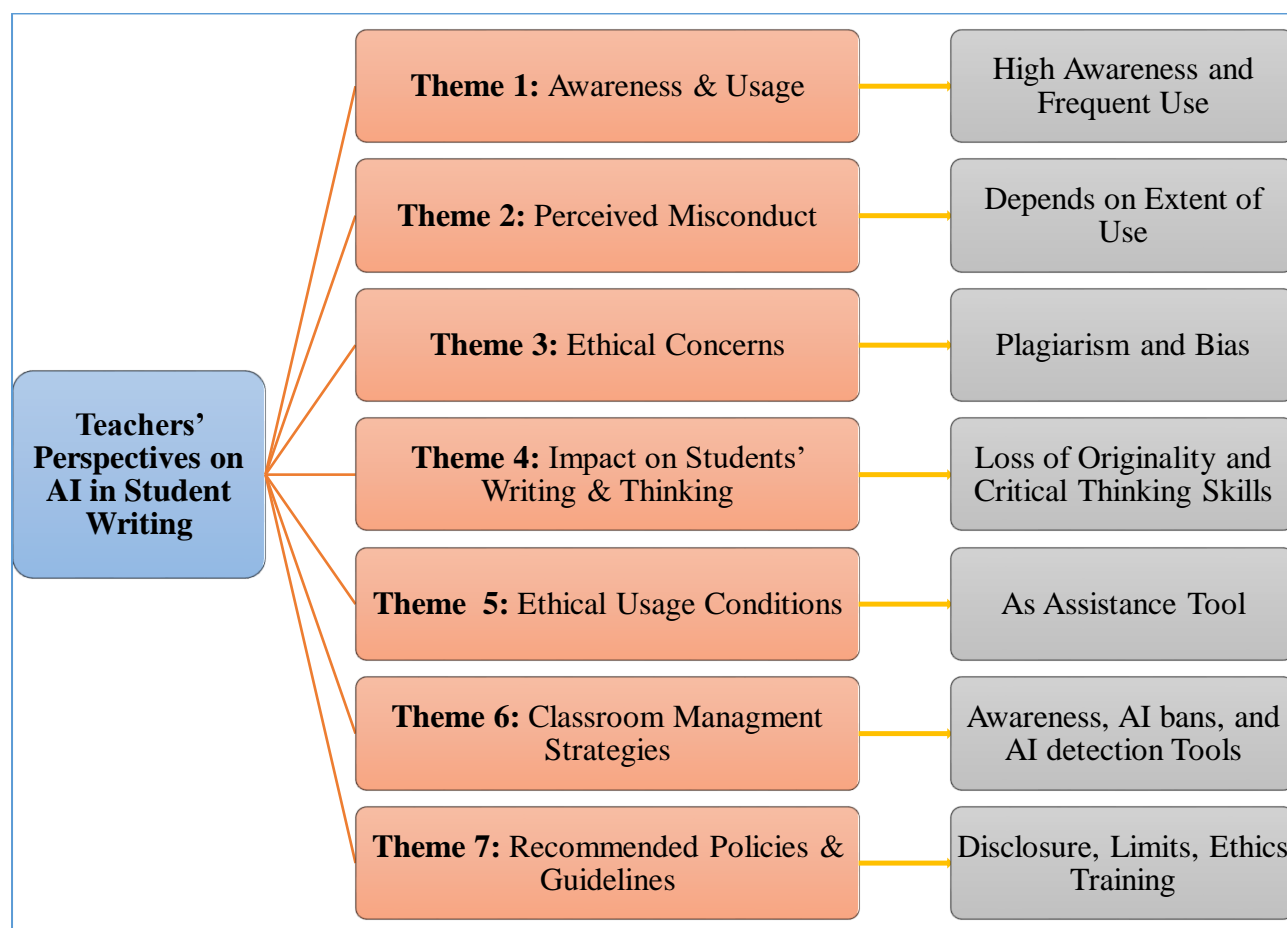 Theme 1: Awareness & Usage
High Awareness and
Frequent Use
Theme 2: Perceived Misconduct
Depends on Extent of
Use
Theme 3: Ethical Concerns
Plagiarism and Bias
Teachers’
Perspectives on
AI in Student
Writing
Theme 4: Impact on Students’
Writing & Thinking
Loss of Originality and
Critical Thinking Skills
Theme 5: Ethical Usage Conditions
As Assistance Tool
Theme 6: Classroom Managment
Strategies
Awareness, AI bans, and
AI detection Tools
Theme 7: Recommended Policies &
Guidelines
Disclosure, Limits, Ethics
Training